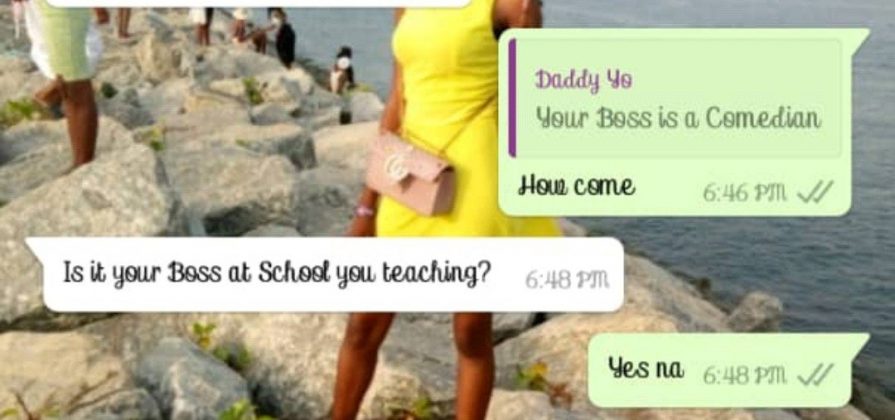 Daddy Yo
Your Boss is a Comedian
How come 6:46 PM
Is it your Boss at School you teaching? 6:48 PM
Yes na 6:48 PM